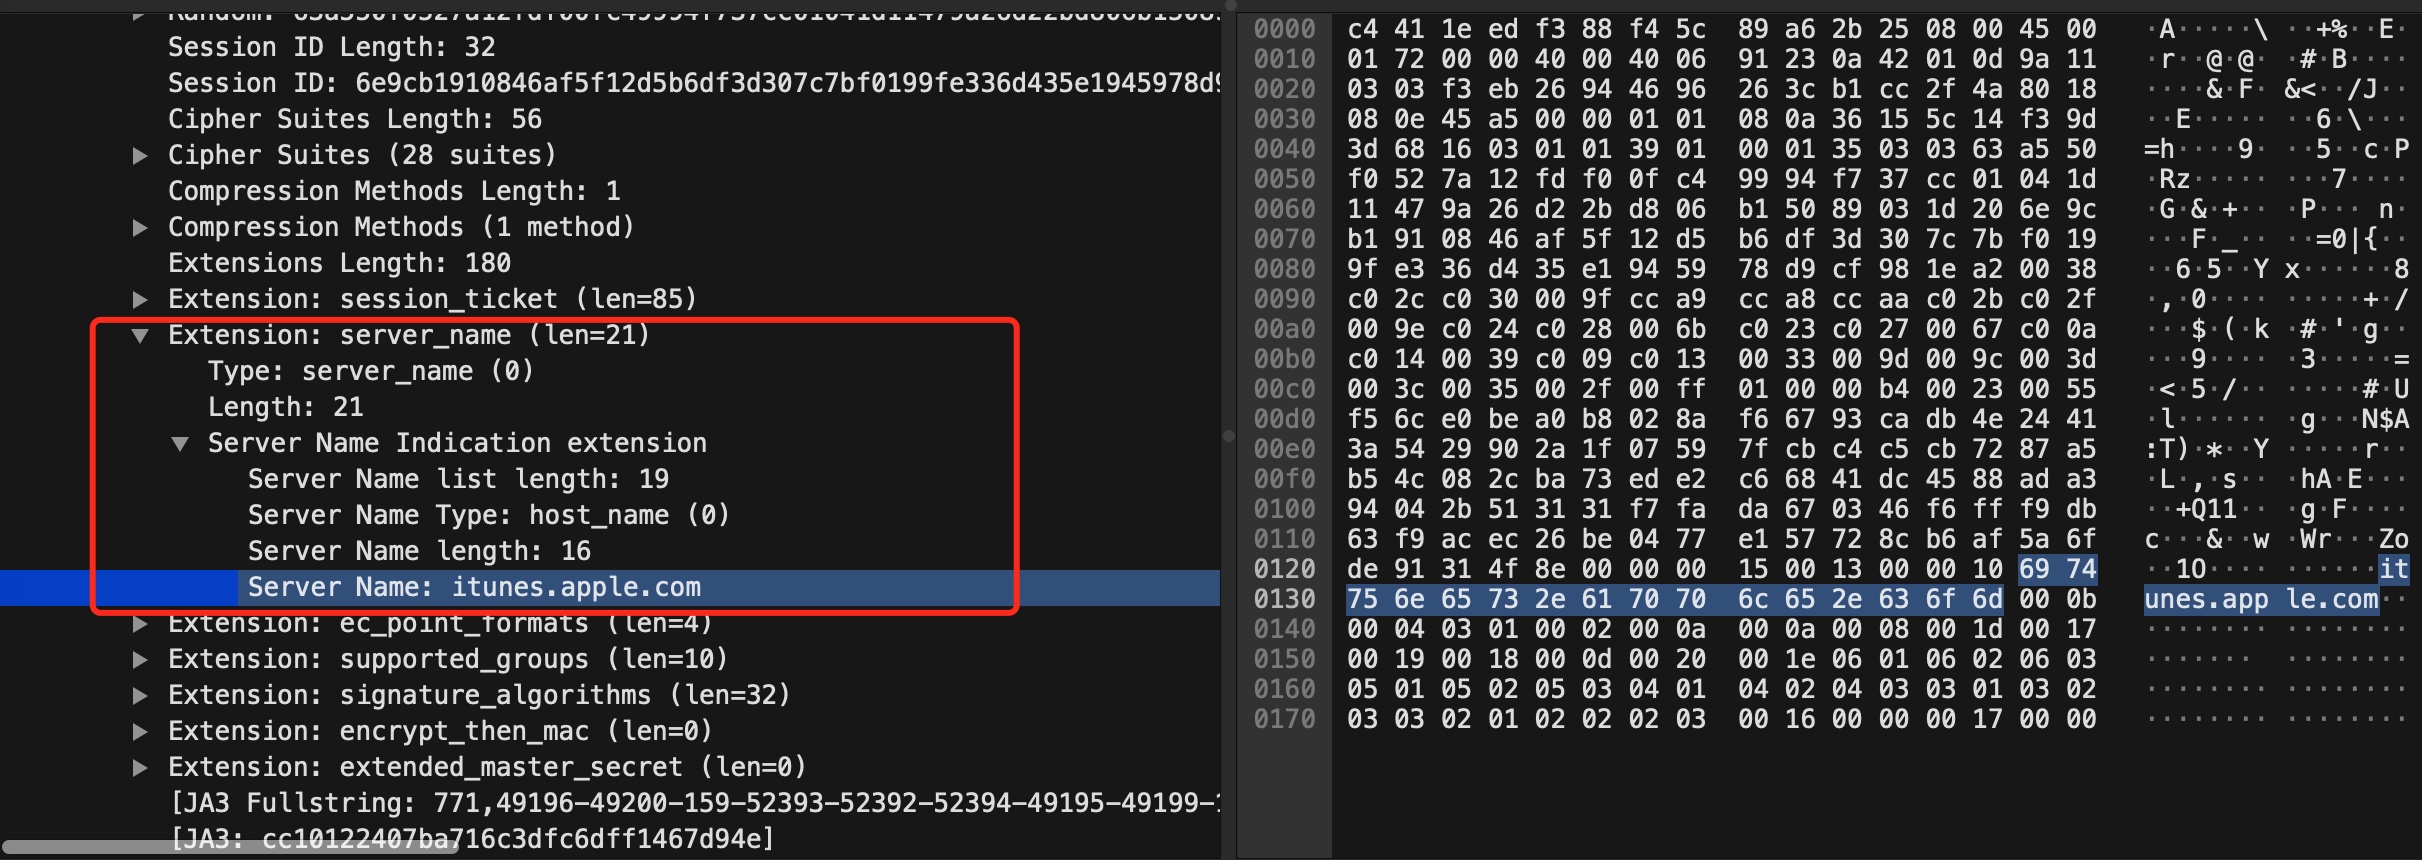 Session ID Length: 32
Session ID: 6e9cb1910846af5f12d5b6df3d307c7bf0199fe336d435e1945978d9
Cipher Suites Length: 56
Cipher Suites (28 suites)
Compression Methods Length: 1
Compression Methods (1 method)
Extensions Length: 180
Extension: session_ticket (len=85)
Extension: server_name (len=21)
Type: server_name (0)
Length: 21
Server Name Indication extension
Server Name list length: 19
Server Name Type: host_name (0)
Server Name length: 16
Server Name: itunes.apple.com
Extension: ec_point_formats (len=4)
Extension: supported_groups (len=10)
Extension: signature_algorithms (len=32)
Extension: encrypt_then_mac (len=0)
Extension: extended_master_secret (len=0)
[JA3 Fullstring: 771,49196-49200-159-52393-52392-52394-49195-49199-1
[JA3: cc10122407ba716c3dfc6dff1467d94e]
0000 c4 41 1e ed f3 88 f4 5c 89 a6 2b 25 08 00 45 00 ·A·····\ ··+%··E·
0010 01 72 00 00 40 00 40 06 91 23 0a 42 01 0d 9a 11 ·r··@·@· ·#·B····
0020 03 03 f3 eb 26 94 46 96 26 3c b1 cc 2f 4a 80 18 ····&·F· &<··/J··
0030 08 0e 45 a5 00 00 01 01 08 0a 36 15 5c 14 f3 9d ··E····· ··6·\···
0040 3d 68 16 03 01 01 39 01 00 01 35 03 03 63 a5 50 =h····9· ··5··c·P
0050 f0 52 7a 12 fd f0 0f c4 99 94 f7 37 cc 01 04 1d ·Rz····· ···7····
0060 11 47 9a 26 d2 2b d8 06 b1 50 89 03 1d 20 6e 9c ·G·&·+·· ·P··· n·
0070 b1 91 08 46 af 5f 12 d5 b6 df 3d 30 7c 7b f0 19 ···F·_·· ··=0|{··
0080 9f e3 36 d4 35 e1 94 59 78 d9 cf 98 1e a2 00 38 ··6·5··Y x······8
0090 c0 2c c0 30 00 9f cc a9 cc a8 cc aa c0 2b c0 2f ·,·0···· ·····+·/
00a0 00 9e c0 24 c0 28 00 6b c0 23 c0 27 00 67 c0 0a ···$·(·k ·#·'·g··
00b0 c0 14 00 39 c0 09 c0 13 00 33 00 9d 00 9c 00 3d ···9···· ·3·····=
00c0 00 3c 00 35 00 2f 00 ff 01 00 00 b4 00 23 00 55 ·<·5·/·· ·····#·U
00d0 f5 6c e0 be a0 b8 02 8a f6 67 93 ca db 4e 24 41 ·l······ ·g···N$A
00e0 3a 54 29 90 2a 1f 07 59 7f cb c4 c5 cb 72 87 a5 :T)·*··Y ·····r··
00f0 b5 4c 08 2c ba 73 ed e2 c6 68 41 dc 45 88 ad a3 ·L·,·s·· ·hA·E···
0100 94 04 2b 51 31 31 f7 fa da 67 03 46 f6 ff f9 db ··+Q11·· ·g·F····
0110 63 f9 ac ec 26 be 04 77 e1 57 72 8c b6 af 5a 6f c···&··w ·Wr···Zo
0120 de 91 31 4f 8e 00 00 00 15 00 13 00 00 10 69 74 ··1O···· ······it
0130 75 6e 65 73 2e 61 70 70 6c 65 2e 63 6f 6d 00 0b unes.app le.com··
0140 00 04 03 01 00 02 00 0a 00 0a 00 08 00 1d 00 17 ········ ········
0150 00 19 00 18 00 0d 00 20 00 1e 06 01 06 02 06 03 ·······  ········
0160 05 01 05 02 05 03 04 01 04 02 04 03 03 01 03 02 ········ ········
0170 03 03 02 01 02 02 02 03 00 16 00 00 00 17 00 00 ········ ········